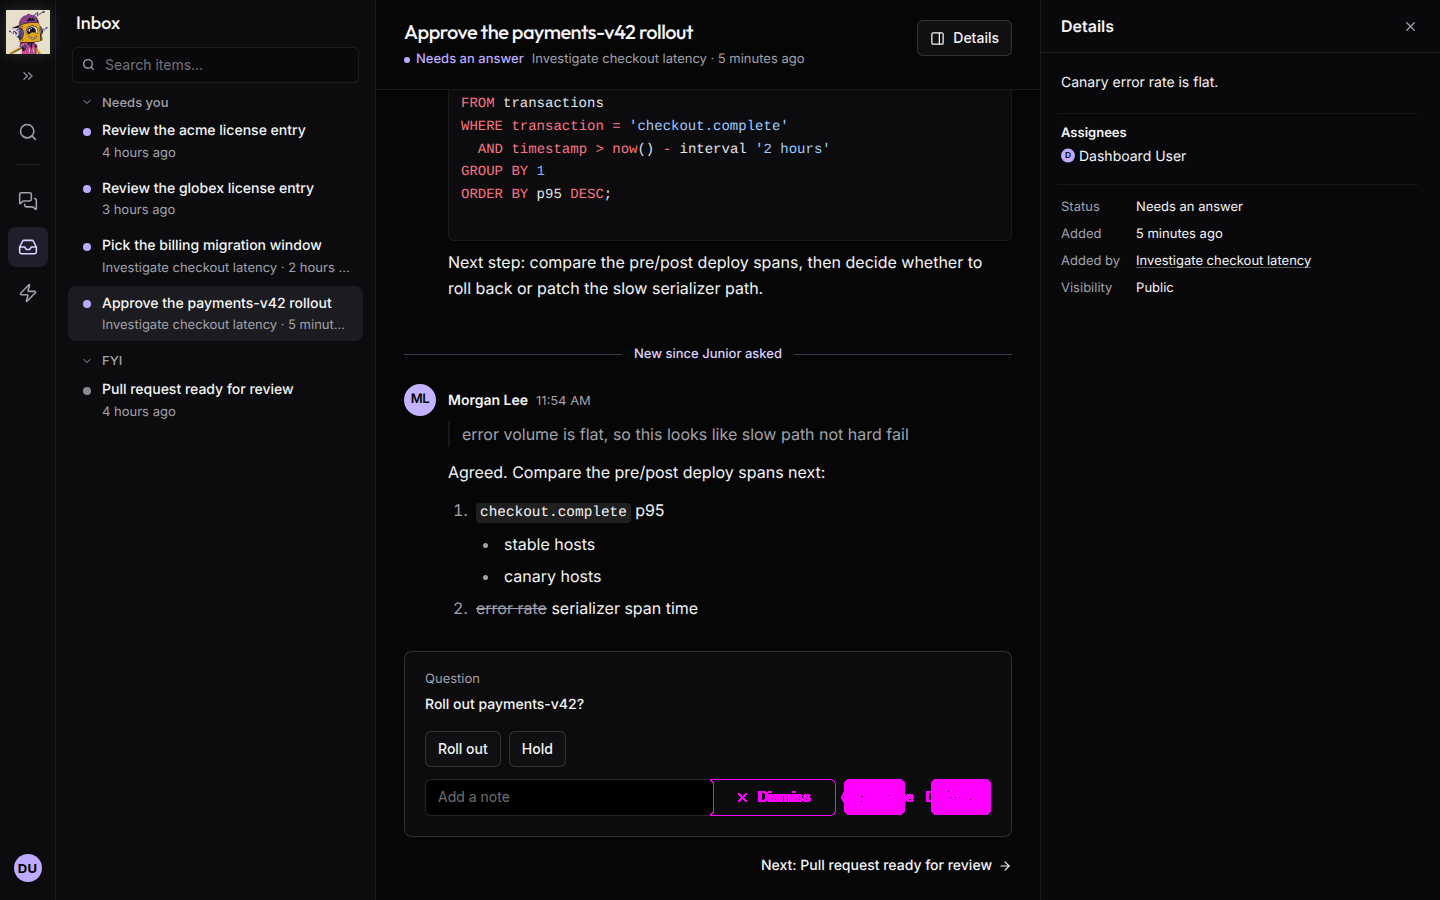 Inbox
Search items...
Needs you
Review the acme license entry
4 hours ago
Review the globex license entry
3 hours ago
Pick the billing migration window
Investigate checkout latency · 2 hours ...
Approve the payments-v42 rollout
Investigate checkout latency · 5 minut...
FYI
Pull request ready for review
4 hours ago
DU
Approve the payments-v42 rollout
Needs an answer Investigate checkout latency · 5 minutes ago
Details
FROM transactions
WHERE transaction = 'checkout.complete'
AND timestamp > now() - interval '2 hours'
GROUP BY 1
ORDER BY p95 DESC;
Next step: compare the pre/post deploy spans, then decide whether to
roll back or patch the slow serializer path.
New since Junior asked
ML Morgan Lee 11:54 AM
error volume is flat, so this looks like slow path not hard fail
Agreed. Compare the pre/post deploy spans next:
1. checkout.complete p95
• stable hosts
• canary hosts
2. error rate serializer span time
Question
Roll out payments-v42?
Roll out Hold
Add a note
Dismiss
Next: Pull request ready for review →
Details
Canary error rate is flat.
Assignees
D Dashboard User
Status Needs an answer
Added 5 minutes ago
Added by Investigate checkout latency
Visibility Public